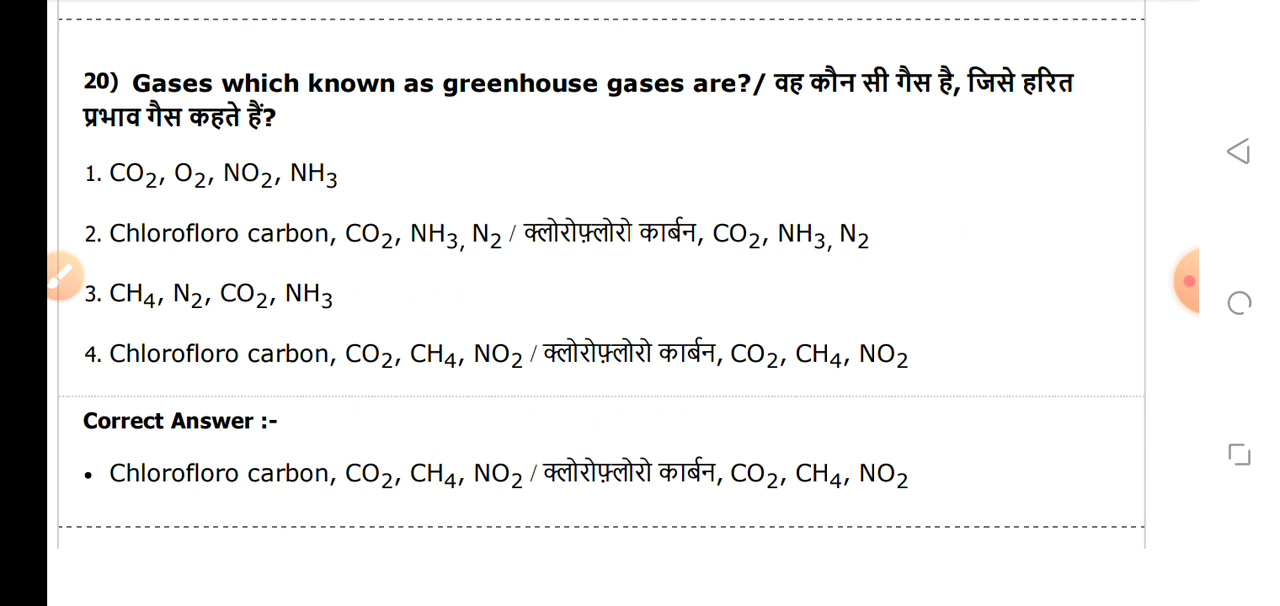 20) Gases which known as greenhouse gases are?/ वह कौन सी गैस है, जिसे हरित
प्रभाव गैस कहते हैं?
1. CO₂, O₂, NO₂, NH₃
2. Chlorofloro carbon, CO₂, NH₃, N₂ / क्लोरोफ़्लोरो कार्बन, CO₂, NH₃, N₂
3. CH₄, N₂, CO₂, NH₃
4. Chlorofloro carbon, CO₂, CH₄, NO₂ / क्लोरोफ़्लोरो कार्बन, CO₂, CH₄, NO₂
Correct Answer :-
• Chlorofloro carbon, CO₂, CH₄, NO₂ / क्लोरोफ़्लोरो कार्बन, CO₂, CH₄, NO₂